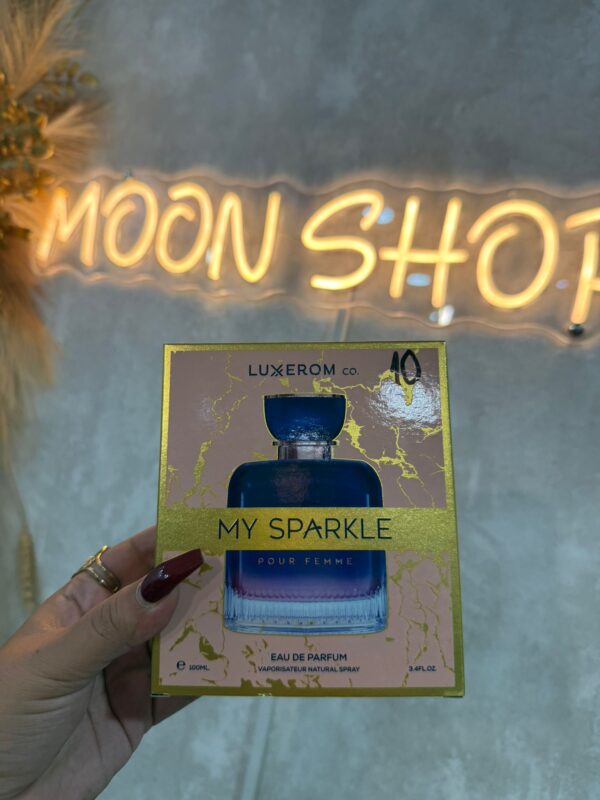 MOON SHOP
LUXEROM CO.
10
MY SPARKLE
POUR FEMME
EAU DE PARFUM
VAPORISATEUR NATURAL SPRAY
e 100ML
3.4FL.OZ.